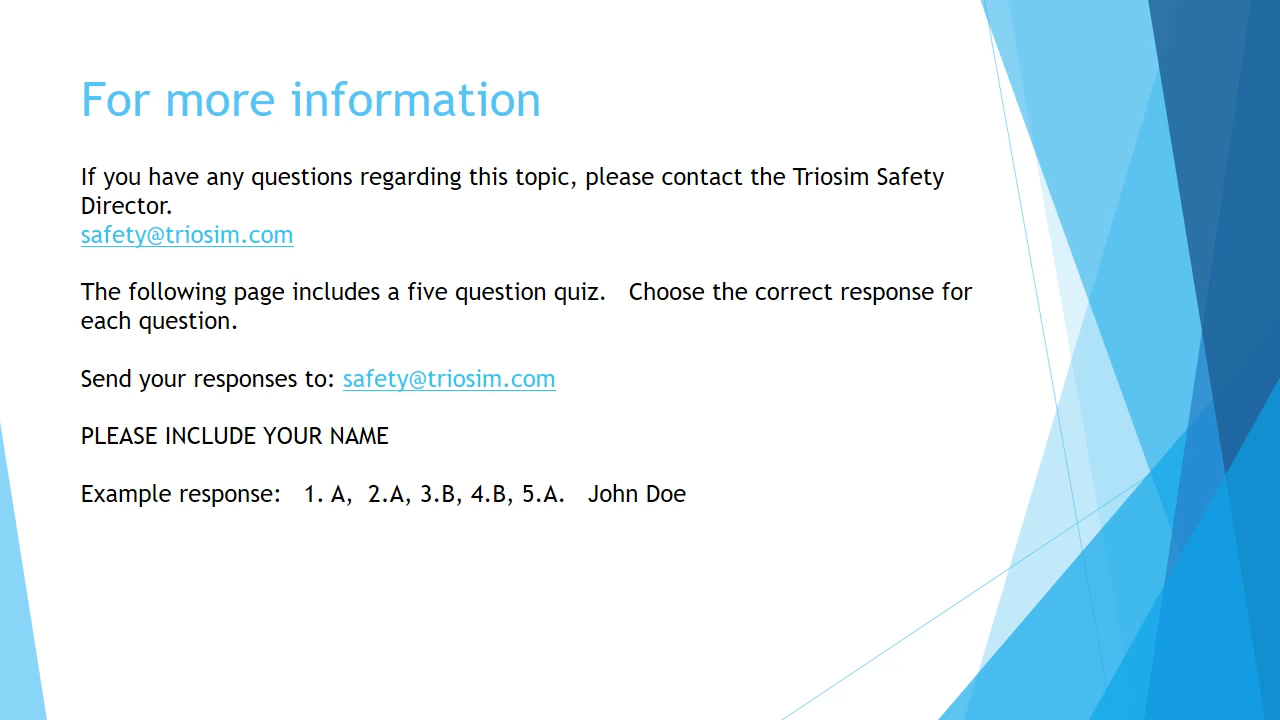 For more information
If you have any questions regarding this topic, please contact the Triosim Safety
Director.
safety@triosim.com
The following page includes a five question quiz.   Choose the correct response for
each question.
Send your responses to: safety@triosim.com
PLEASE INCLUDE YOUR NAME
Example response:   1. A,  2.A, 3.B, 4.B, 5.A.   John Doe